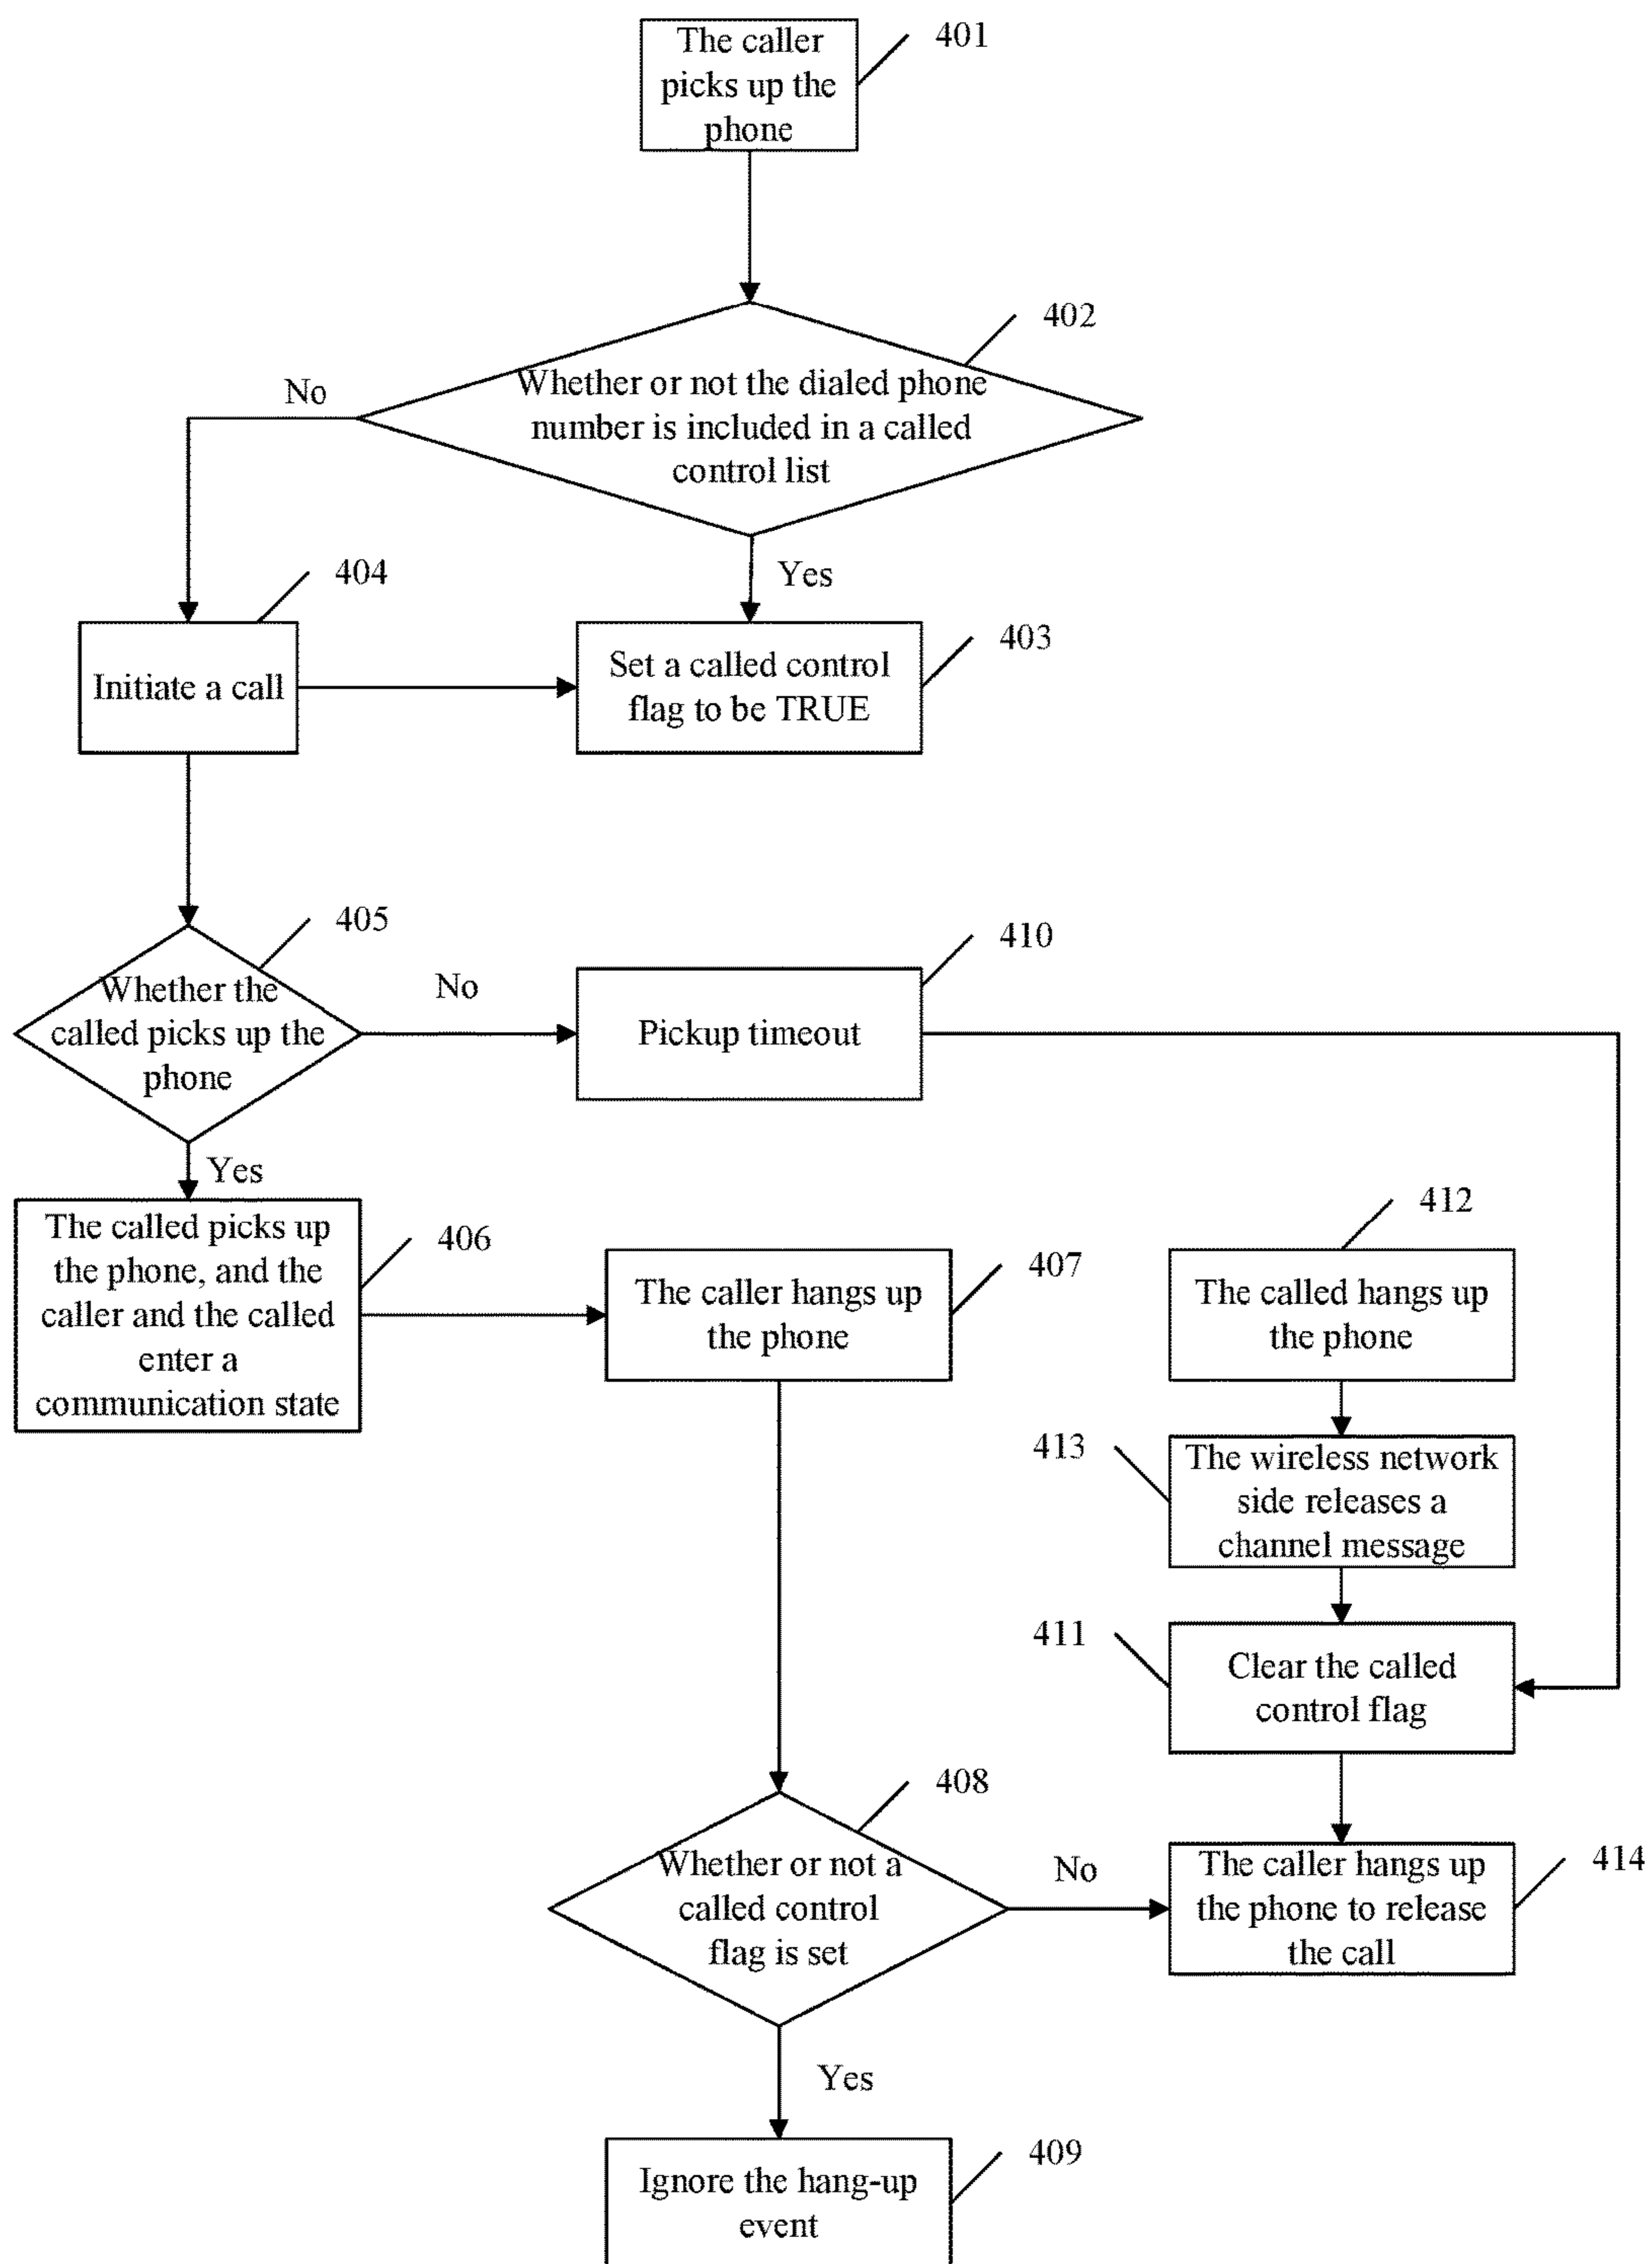 The caller
picks up the
phone
401
402
Whether or not the dialed phone
number is included in a called
control list
No
Yes
404
Initiate a call
403
Set a called control
flag to be TRUE
405
Whether the
called picks up the
phone
No
410
Pickup timeout
Yes
The called picks up
the phone, and the
caller and the called
enter a
communication state
406
The caller hangs up
the phone
407
412
The called hangs up
the phone
413
The wireless network
side releases a
channel message
411
Clear the called
control flag
408
Whether or not a
called control
flag is set
No
The caller hangs up
the phone to release
the call
414
Yes
Ignore the hang-up
event
409